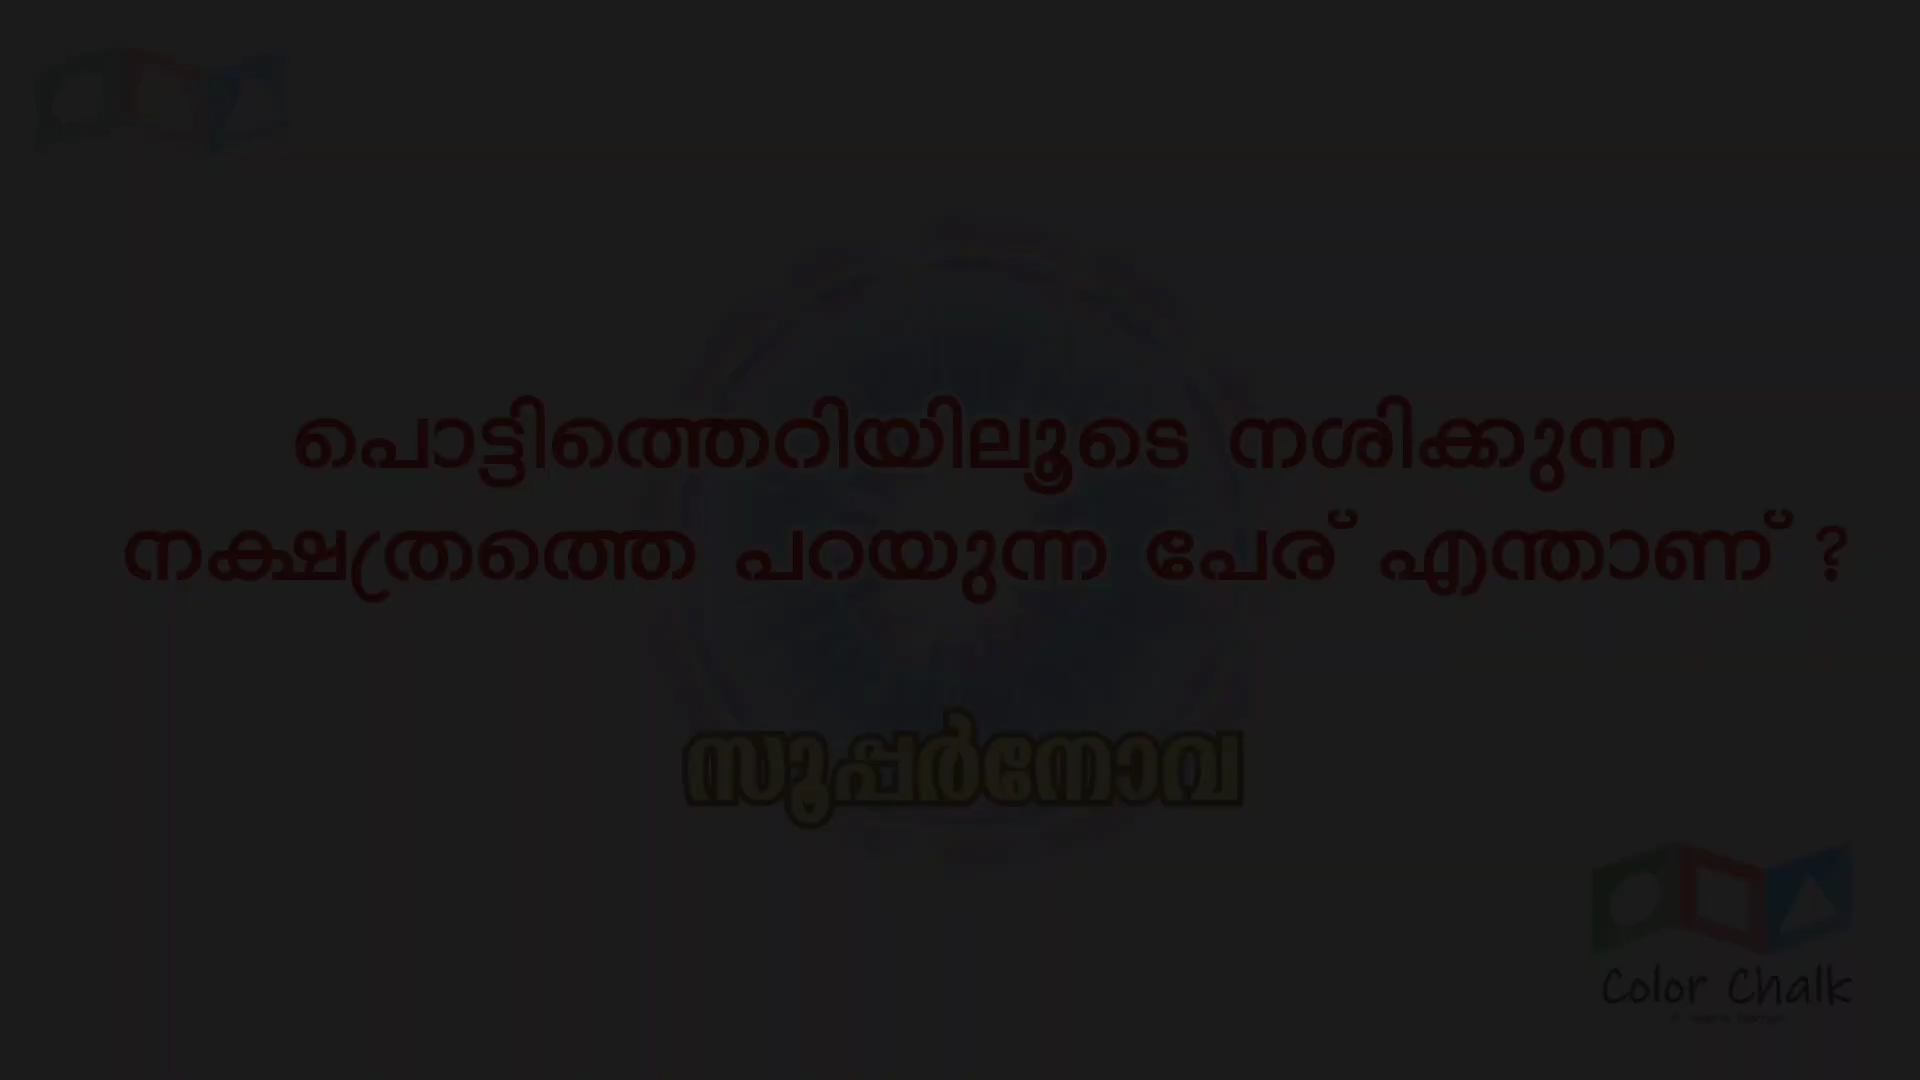 പൊട്ടിത്തെറിയിലൂടെ നശിക്കുന്ന
നക്ഷത്രത്തെ പറയുന്ന പേര് എന്താണ് ?
സൂപ്പർനോവ
Color Chalk